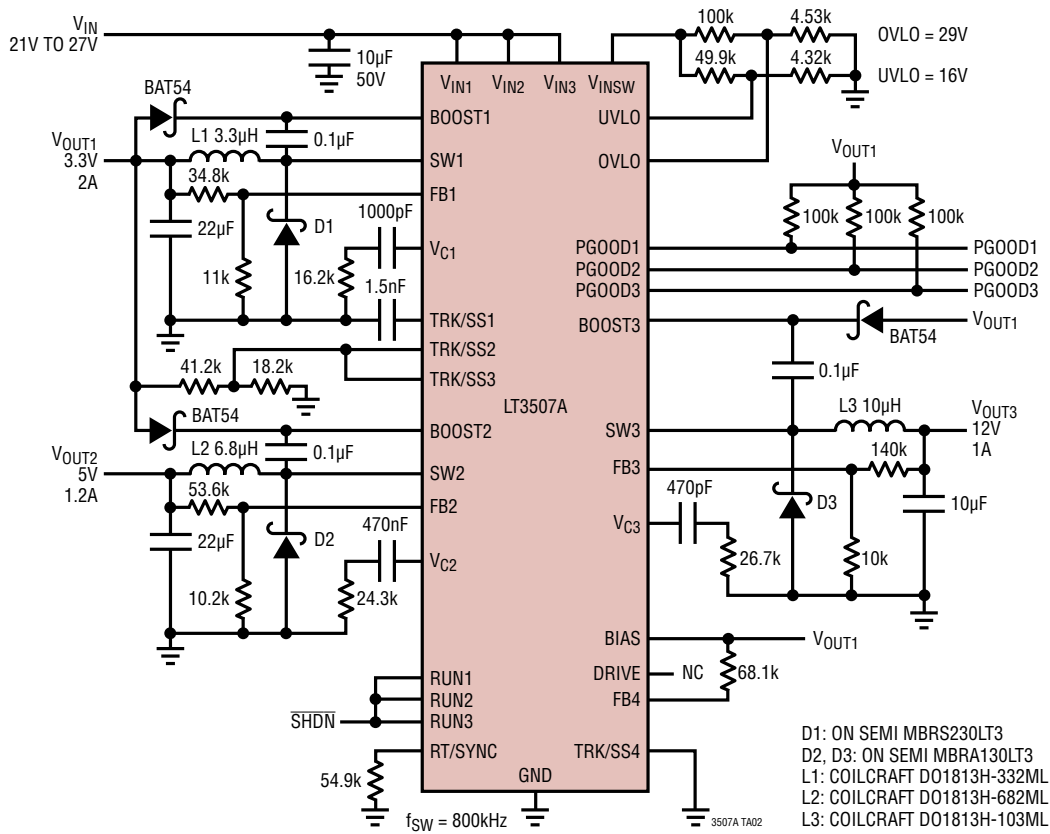 VIN
21V TO 27V
10µF
50V
100k
4.53k
OVLO = 29V
49.9k
4.32k
UVLO = 16V
VIN1
VIN2
VIN3
VINSW
BAT54
BOOST1
UVLO
L1 3.3µH
0.1µF
VOUT1
3.3V
2A
SW1
OVLO
34.8k
FB1
VOUT1
22µF
D1
1000pF
100k
100k
100k
VC1
PGOOD1
PGOOD1
11k
16.2k
1.5nF
PGOOD2
PGOOD2
PGOOD3
PGOOD3
TRK/SS1
BOOST3
VOUT1
BAT54
TRK/SS2
41.2k
18.2k
TRK/SS3
0.1µF
LT3507A
BAT54
BOOST2
SW3
L3 10µH
VOUT3
12V
1A
L2 6.8µH
0.1µF
VOUT2
5V
1.2A
SW2
FB3
140k
53.6k
FB2
470pF
D3
10µF
22µF
D2
470nF
VC3
VC2
26.7k
10k
10.2k
24.3k
BIAS
VOUT1
DRIVE
NC
68.1k
RUN1
RUN2
FB4
SHDN
RUN3
RT/SYNC
TRK/SS4
54.9k
GND
fSW = 800kHz
3507A TA02
D1: ON SEMI MBRS230LT3
D2, D3: ON SEMI MBRA130LT3
L1: COILCRAFT DO1813H-332ML
L2: COILCRAFT DO1813H-682ML
L3: COILCRAFT DO1813H-103ML